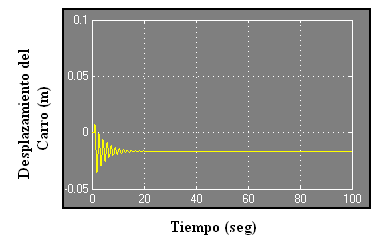 Desplazamiento del
Carro (m)
0.1
0.05
0
-0.05
0 20 40 60 80 100
Tiempo (seg)